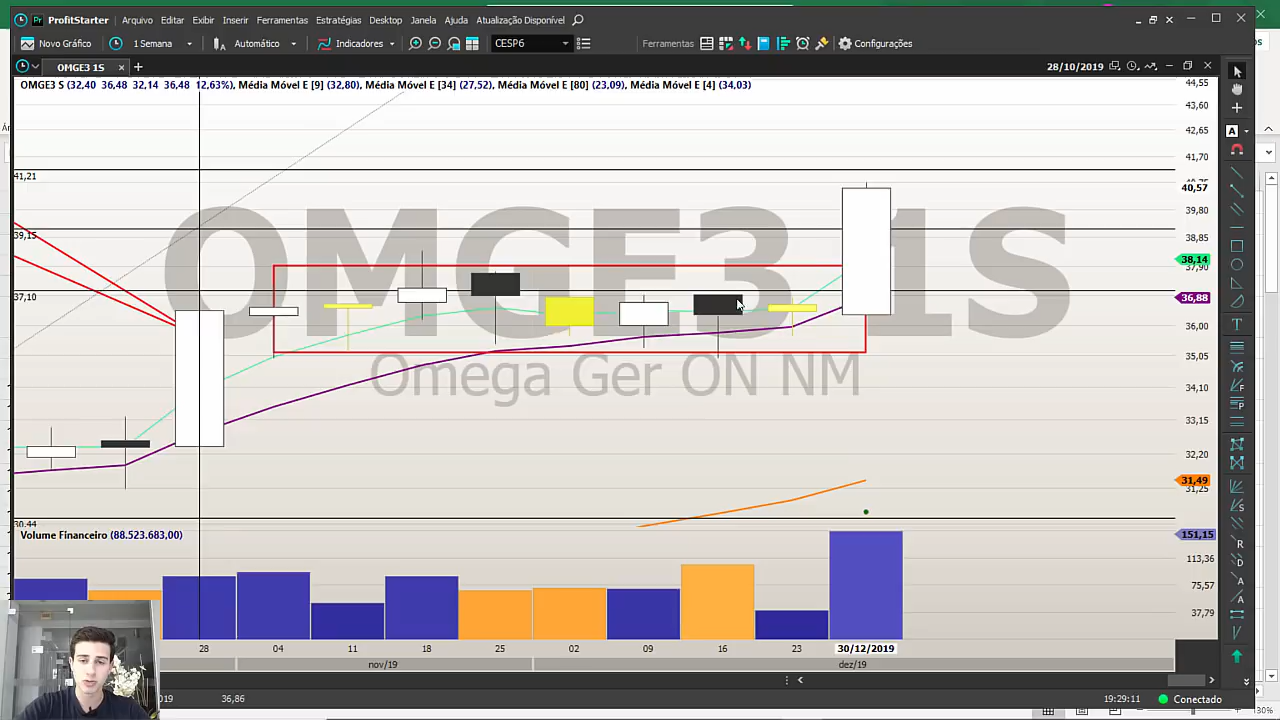 ProfitStarter Arquivo Editar Exibir Inserir Ferramentas Estratégias Desktop Janela Ajuda Atualização Disponível
Novo Gráfico 1 Semana Automático Indicadores CESP6 Ferramentas Configurações
OMGE3 1S 28/10/2019
OMGE3 S (32,40 36,48 32,14 36,48 12,63%), Média Móvel E [9] (32,80), Média Móvel E [34] (27,52), Média Móvel E [80] (23,09), Média Móvel E [4] (34,03)
44,55
43,60
42,65
41,70
41,21
40,57
39,80
39,15
38,85
38,14
37,90
37,10
36,88
36,00
35,05
34,10
33,15
32,20
31,49
31,25
30,44
OMGE3 1S
Omega Ger ON NM
Volume Financeiro (88.523.683,00)
151,15
113,36
75,57
37,79
28 04 11 18 25 02 09 16 23 30/12/2019
nov/19 dez/19
36,86 19:29:11 Conectado
30%